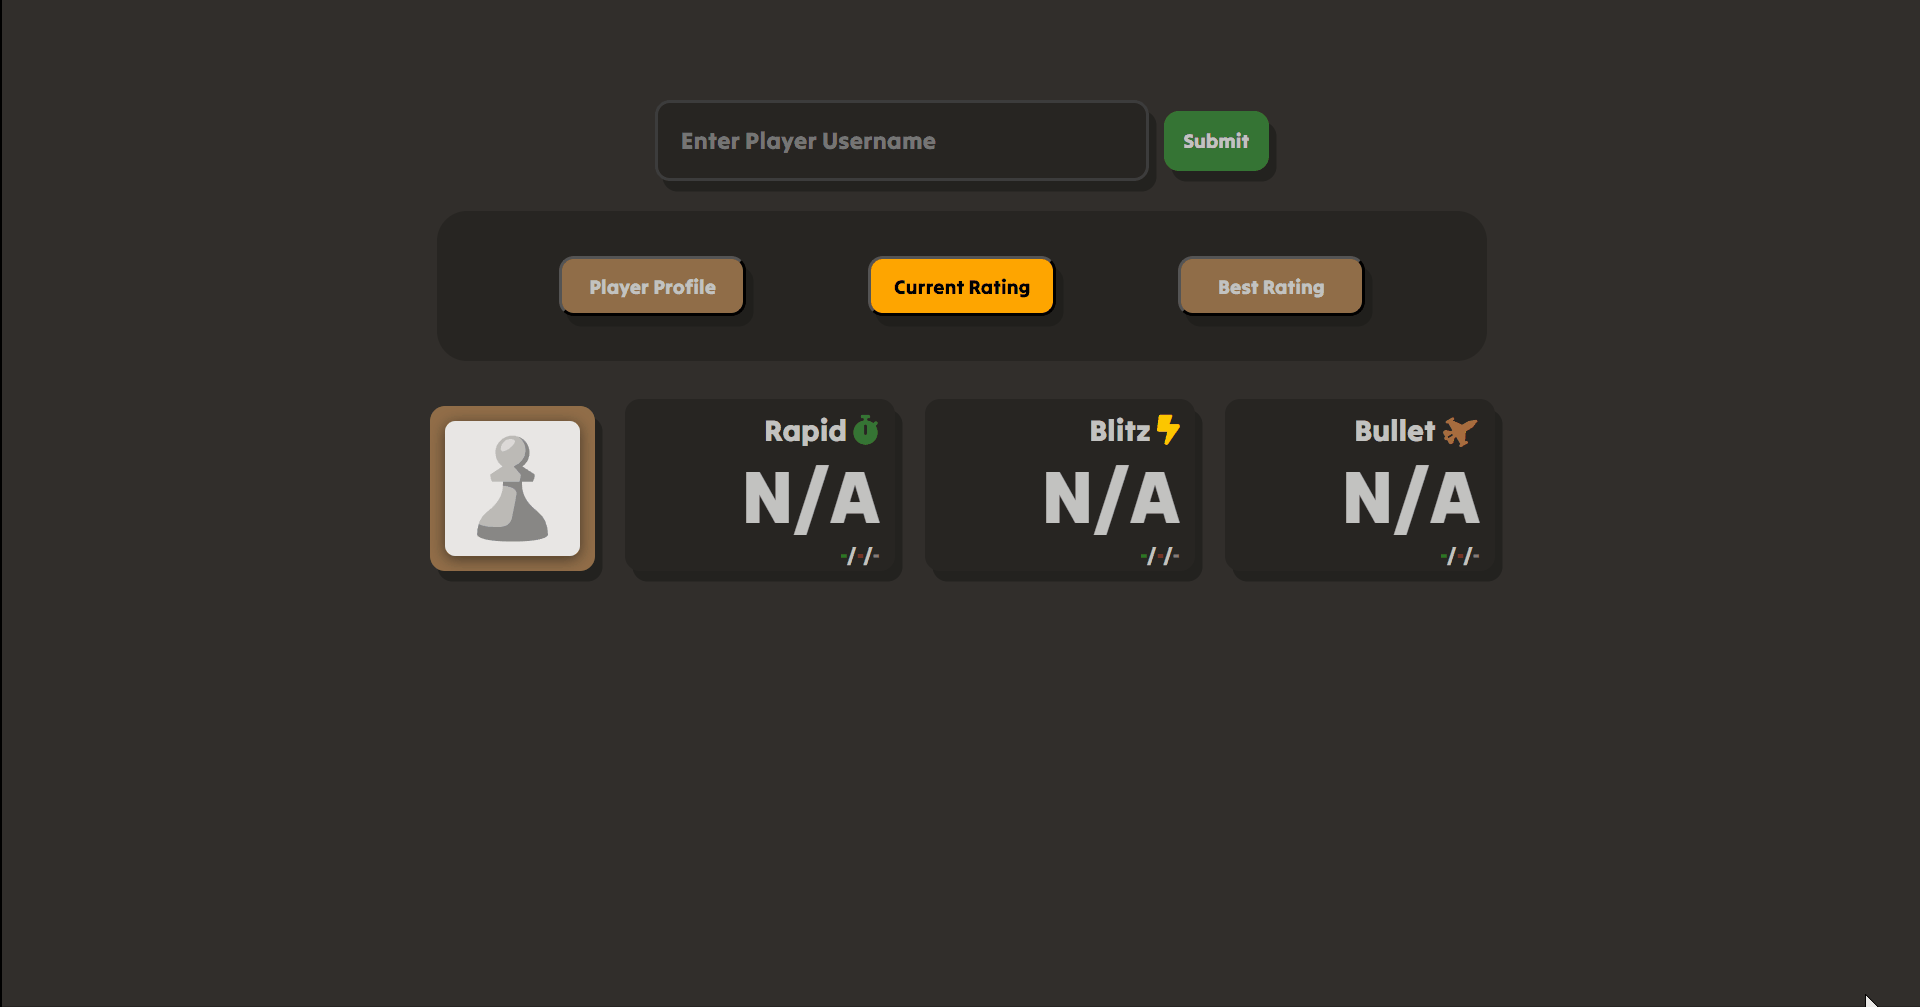 Enter Player Username
Submit
Player Profile
Current Rating
Best Rating
Rapid
N/A
-/-/-
Blitz
N/A
-/-/-
Bullet
N/A
-/-/-